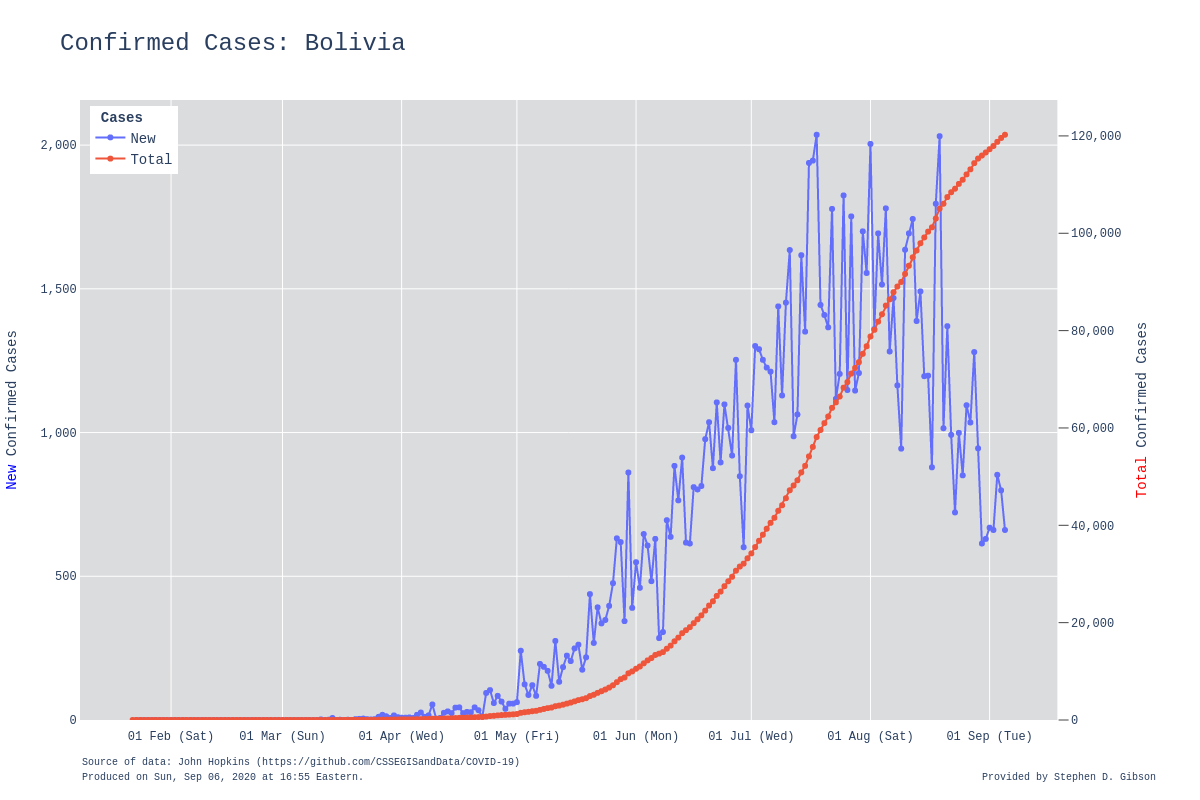 Confirmed Cases: Bolivia
Cases
New
Total
2,000
1,500
1,000
500
0
120,000
100,000
80,000
60,000
40,000
20,000
0
New Confirmed Cases
Total Confirmed Cases
01 Feb (Sat)
01 Mar (Sun)
01 Apr (Wed)
01 May (Fri)
01 Jun (Mon)
01 Jul (Wed)
01 Aug (Sat)
01 Sep (Tue)
Source of data: John Hopkins (https://github.com/CSSEGISandData/COVID-19)
Produced on Sun, Sep 06, 2020 at 16:55 Eastern.
Provided by Stephen D. Gibson